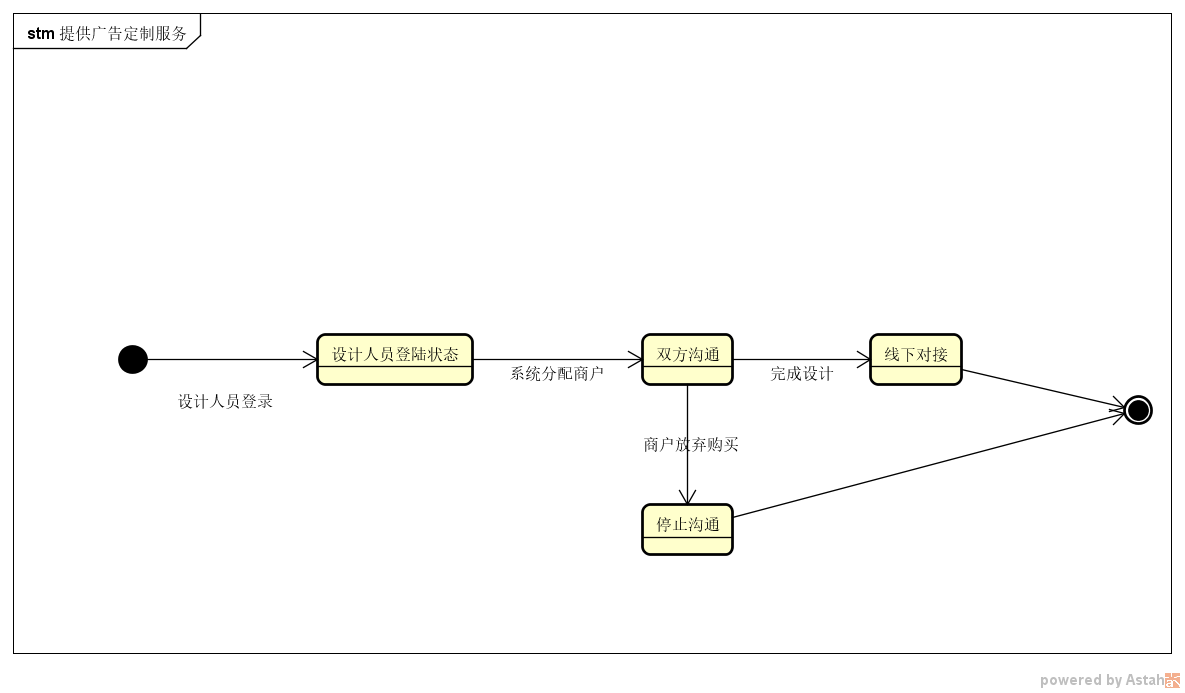 stm 提供广告定制服务
设计人员登陆状态
双方沟通
线下对接
系统分配商户
完成设计
设计人员登录
商户放弃购买
停止沟通
powered by Astah